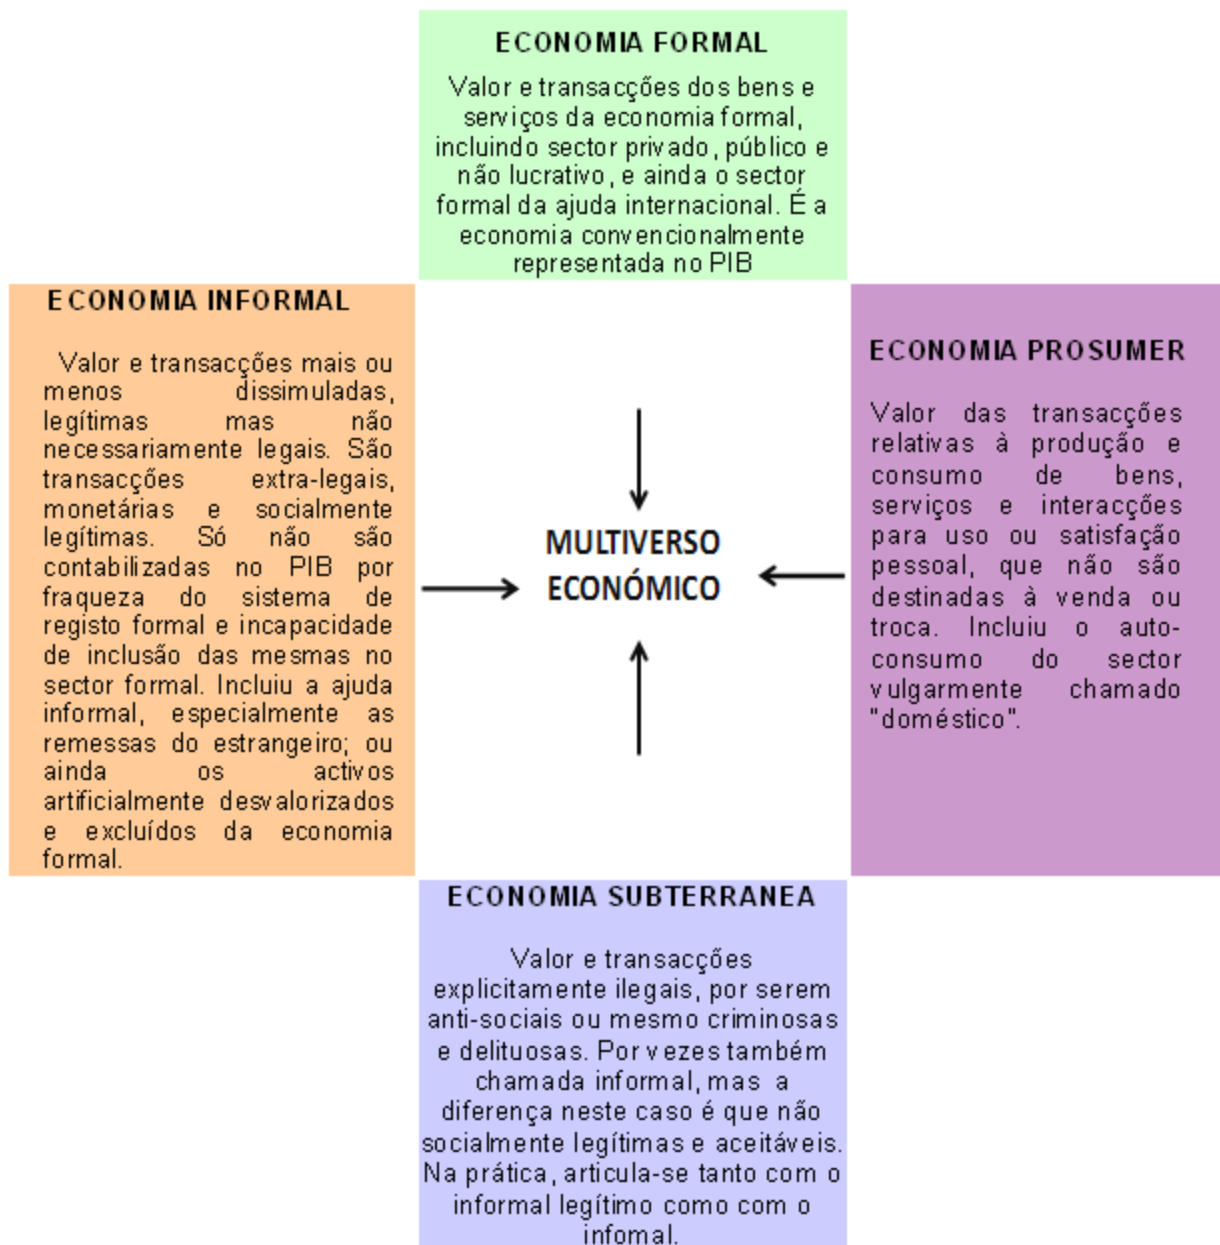 ECONOMIA FORMAL
Valor e transacções dos bens e
serviços da economia formal,
incluindo sector privado, público e
não lucrativo, e ainda o sector
formal da ajuda internacional. É a
economia convencionalmente
representada no PIB
ECONOMIA INFORMAL
Valor e transacções mais ou
menos dissimuladas,
legítimas mas não
necessariamente legais. São
transacções extra-legais,
monetárias e socialmente
legítimas. Só não são
contabilizadas no PIB por
fraqueza do sistema de
registo formal e incapacidade
de inclusão das mesmas no
sector formal. Incluiu a ajuda
informal, especialmente as
remessas do estrangeiro; ou
ainda os activos
artificialmente desvalorizados
e excluídos da economia
formal.
MULTIVERSO
ECONÓMICO
ECONOMIA PROSUMER
Valor das transacções
relativas à produção e
consumo de bens,
serviços e interacções
para uso ou satisfação
pessoal, que não são
destinadas à venda ou
troca. Incluiu o auto-
consumo do sector
vulgarmente chamado
"doméstico".
ECONOMIA SUBTERRANEA
Valor e transacções
explicitamente ilegais, por serem
anti-sociais ou mesmo criminosas
e delituosas. Por vezes também
chamada informal, mas a
diferença neste caso é que não
socialmente legítimas e aceitáveis.
Na prática, articula-se tanto com o
informal legítimo como com o
infomal.